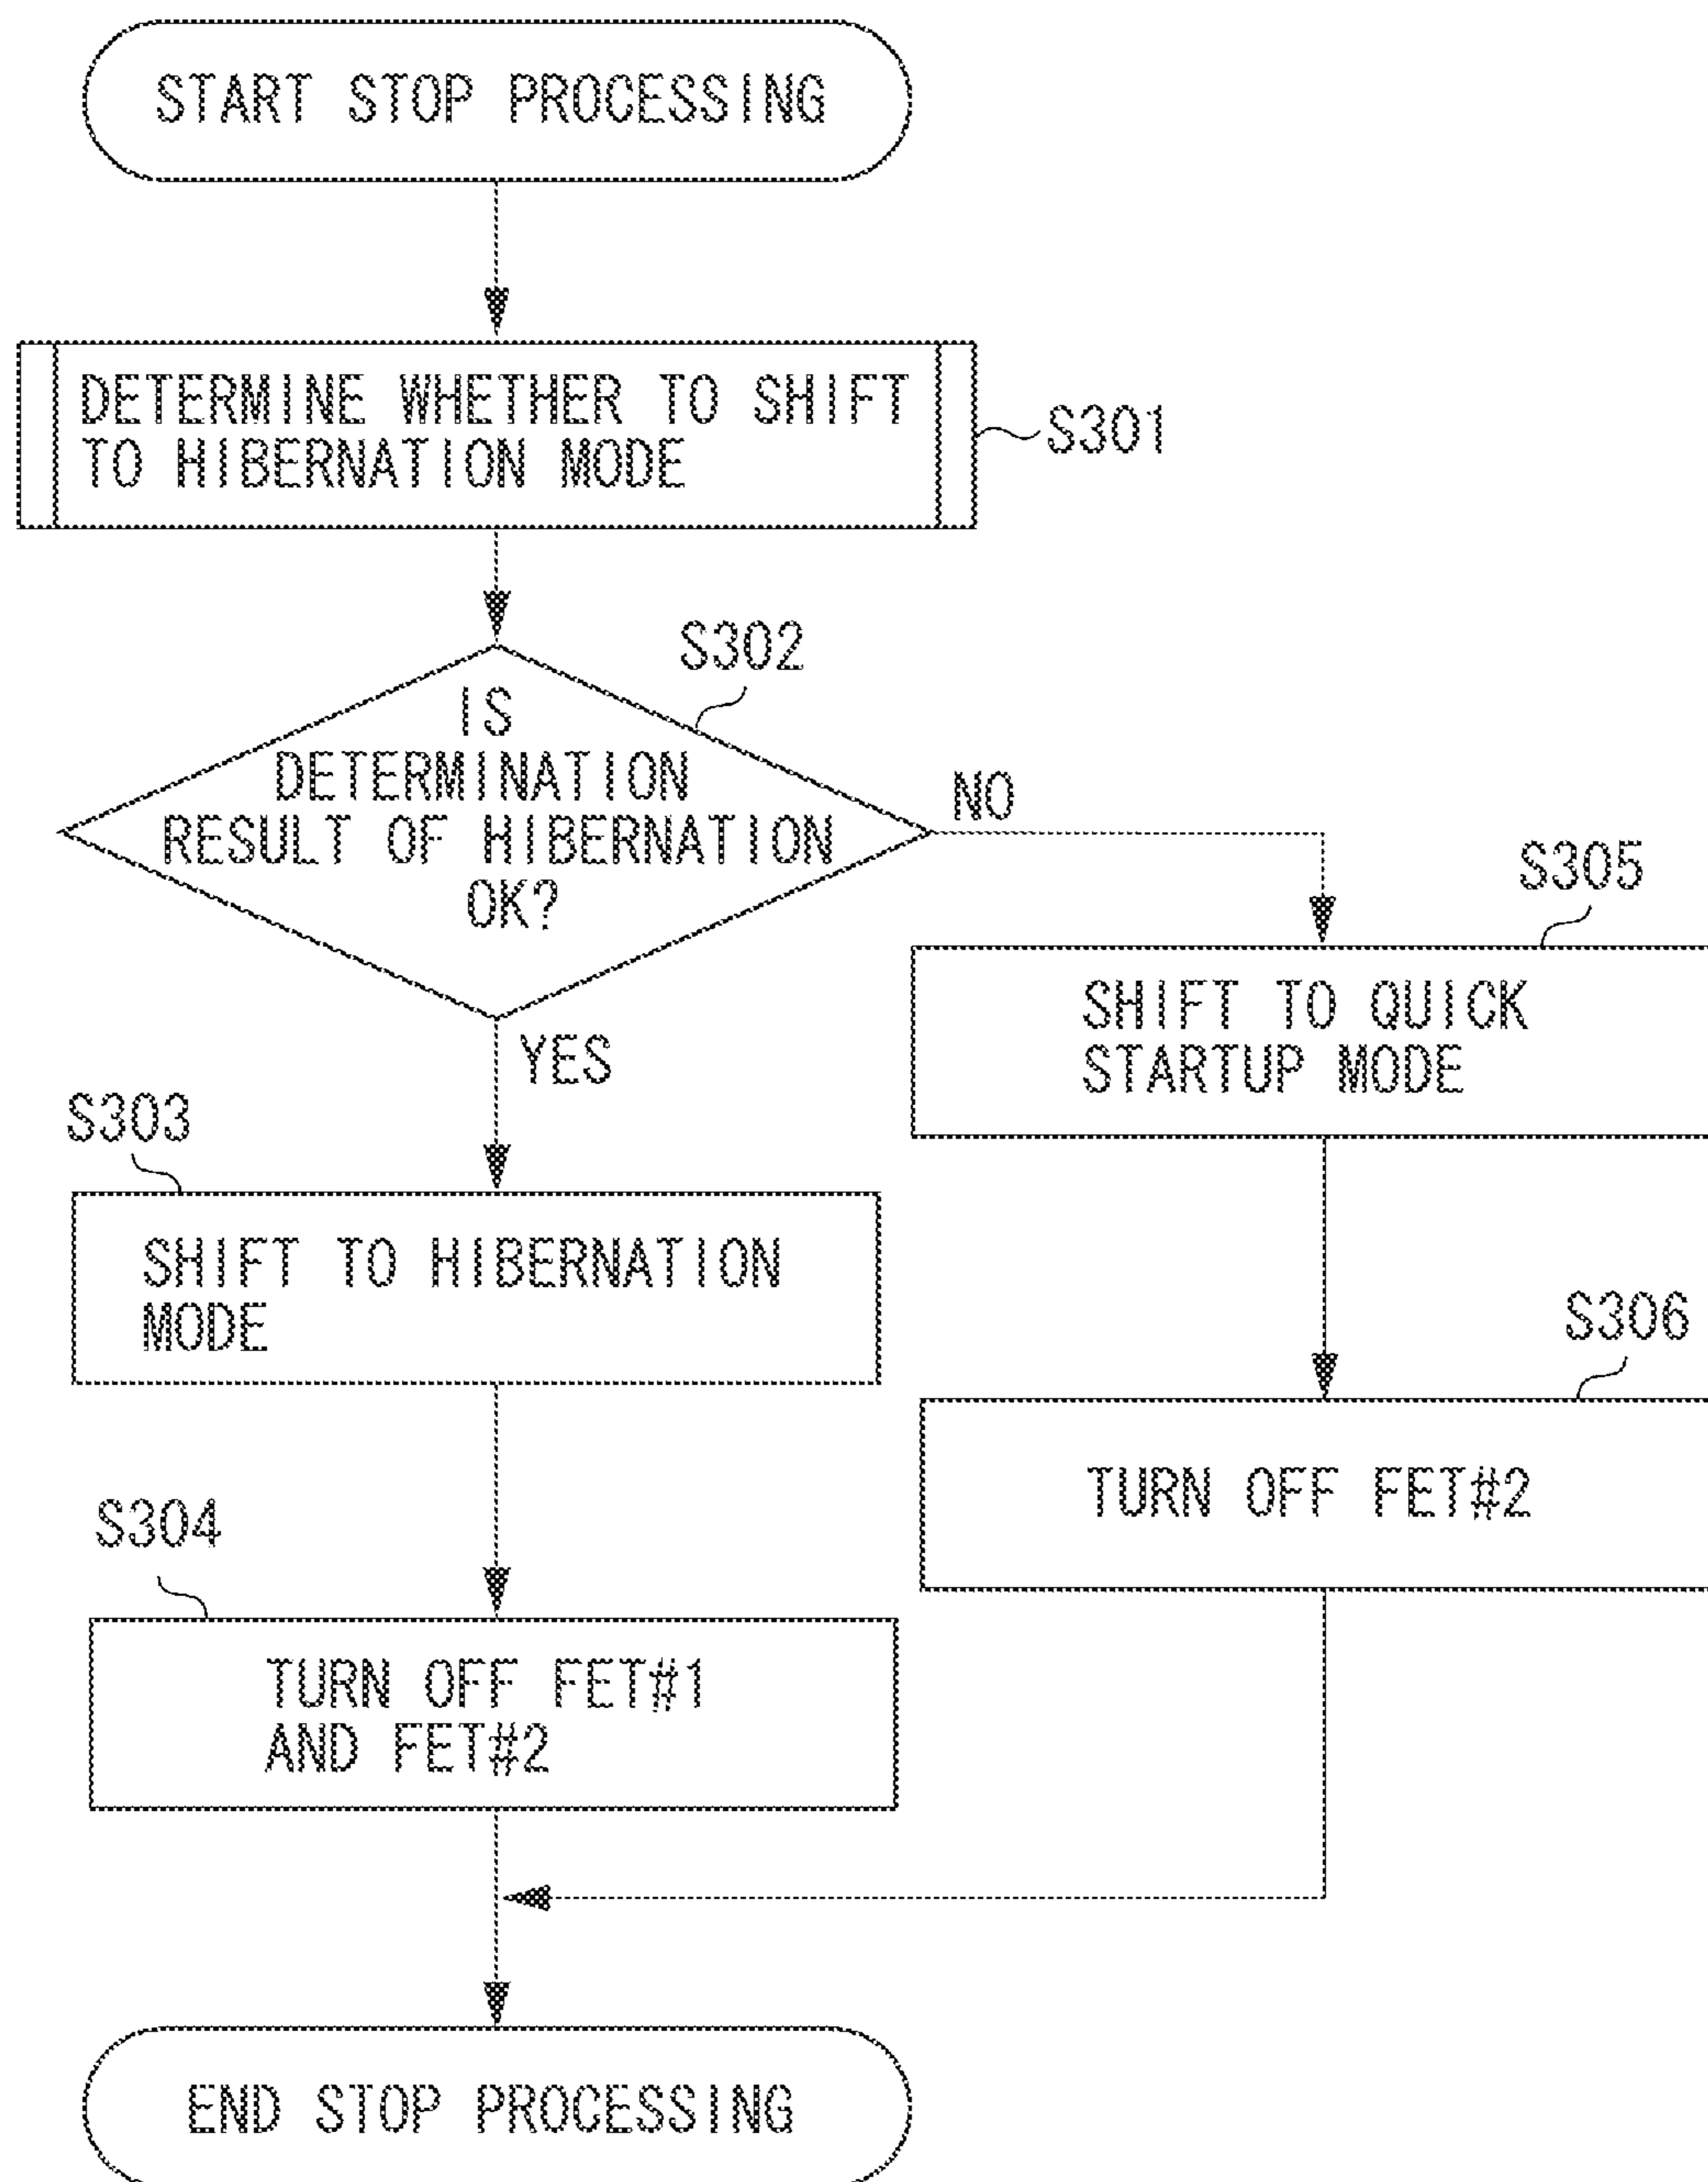 START STOP PROCESSING
DETERMINE WHETHER TO SHIFT
TO HIBERNATION MODE
S301
S302
IS
DETERMINATION
RESULT OF HIBERNATION
OK?
NO
YES
S305
SHIFT TO QUICK
STARTUP MODE
S303
SHIFT TO HIBERNATION
MODE
S306
TURN OFF FET#2
S304
TURN OFF FET#1
AND FET#2
END STOP PROCESSING